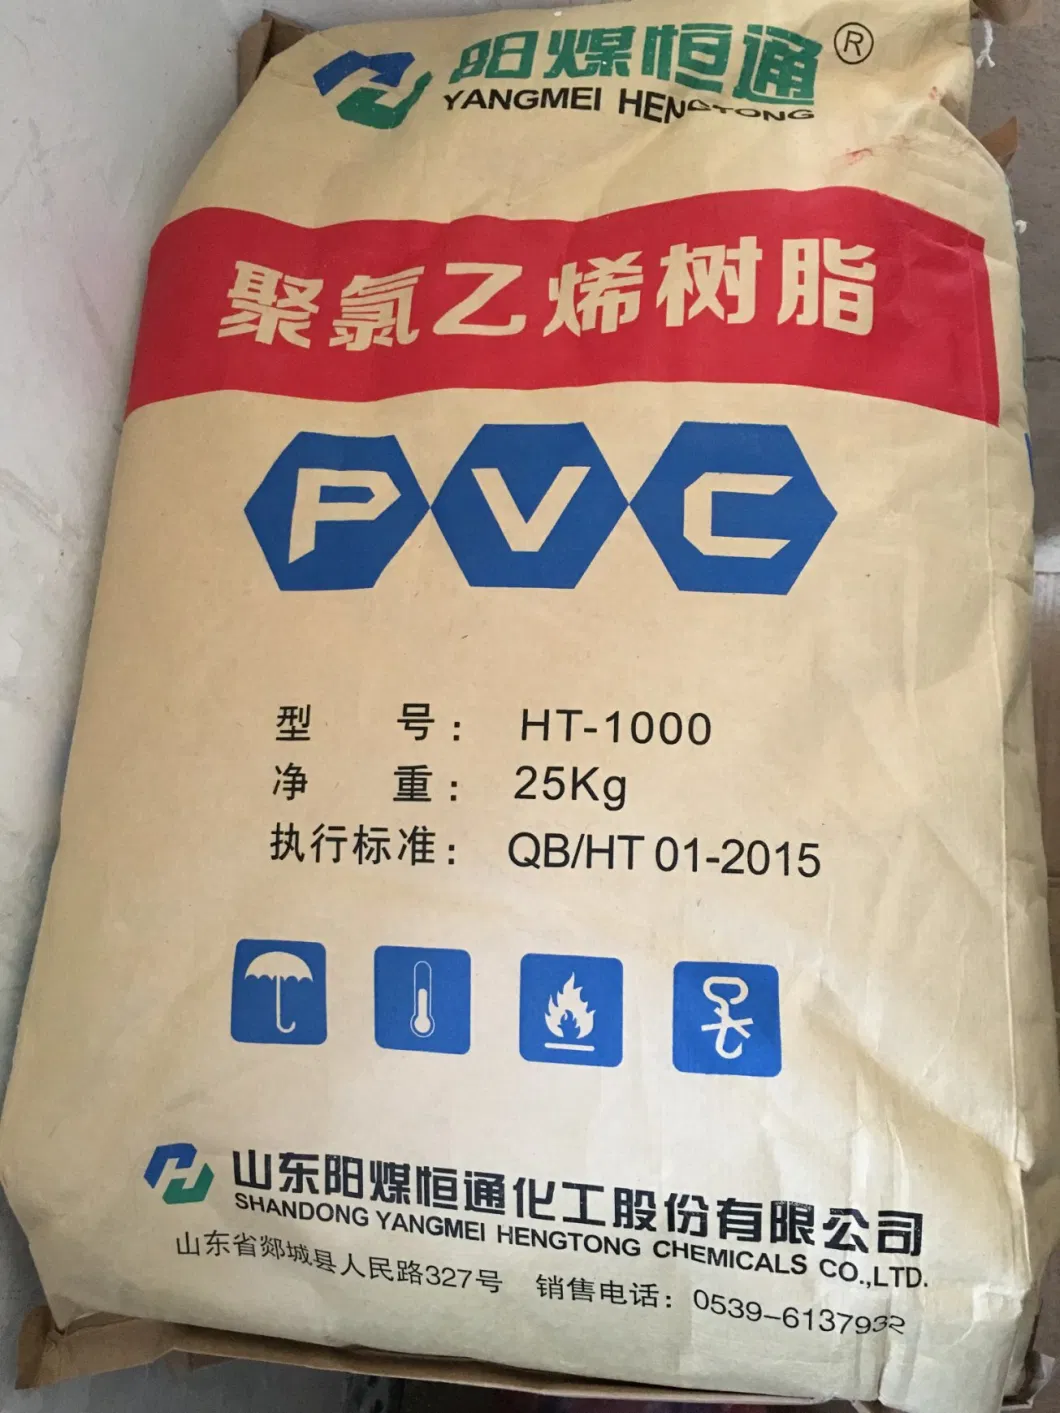 阳煤恒通®
YANGMEI HENGTONG
聚氯乙烯树脂
PVC
型 号： HT-1000
净 重： 25Kg
执行标准： QB/HT 01-2015
山东阳煤恒通化工股份有限公司
SHANDONG YANGMEI HENGTONG CHEMICALS CO.,LTD.
山东省郯城县人民路327号 销售电话：0539-6137932